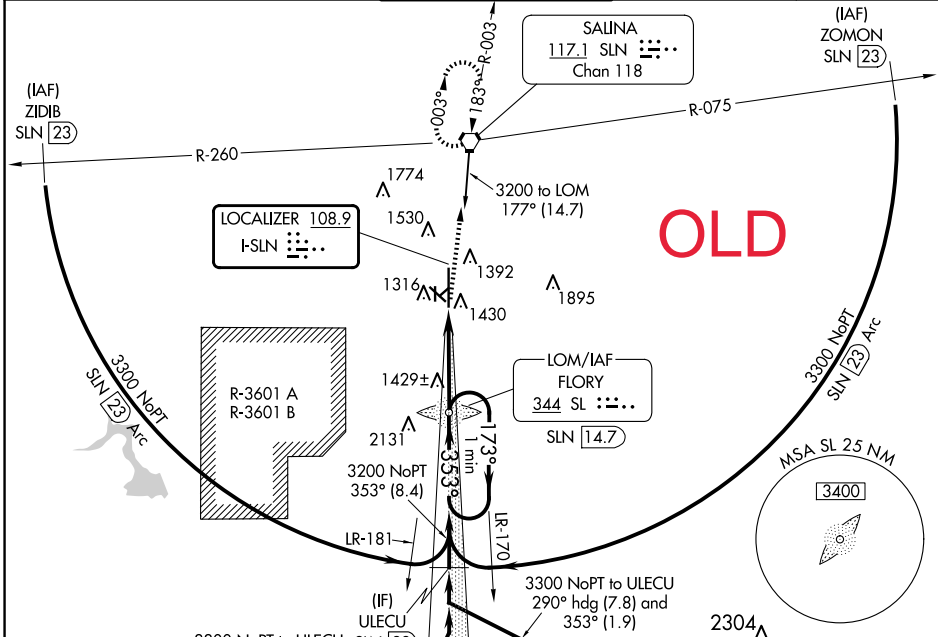 R-003
003°
183°
SALINA
117.1 SLN
Chan 118
(IAF)
ZOMON
SLN 23
(IAF)
ZIDIB
SLN 23
R-075
R-260
1774
3200 to LOM
177° (14.7)
OLD
LOCALIZER 108.9
I-SLN
1530
1392
1316
1895
1430
3300 NoPT
SLN 23 Arc
3300 NoPT
SLN 23 Arc
R-3601 A
R-3601 B
1429±
LOM/IAF
FLORY
344 SL
SLN 14.7
2131
353°
173°
1 min
3200 NoPT
353° (8.4)
MSA SL 25 NM
3400
LR-181
LR-170
(IF)
ULECU
3300 NoPT to ULECU
290° hdg (7.8) and
353° (1.9)
2304